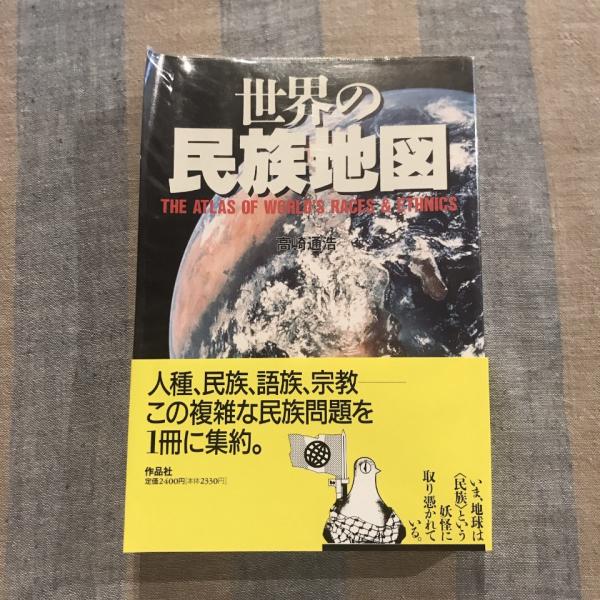 世界の
民族地図
THE ATLAS OF WORLD'S RACES & ETHNICS
高崎通浩
人種、民族、語族、宗教——
この複雑な民族問題を
1冊に集約。
作品社
定価2400円[本体2330円]
いま、地球は
〈民族〉という
妖怪に
取り憑かれて
いる。